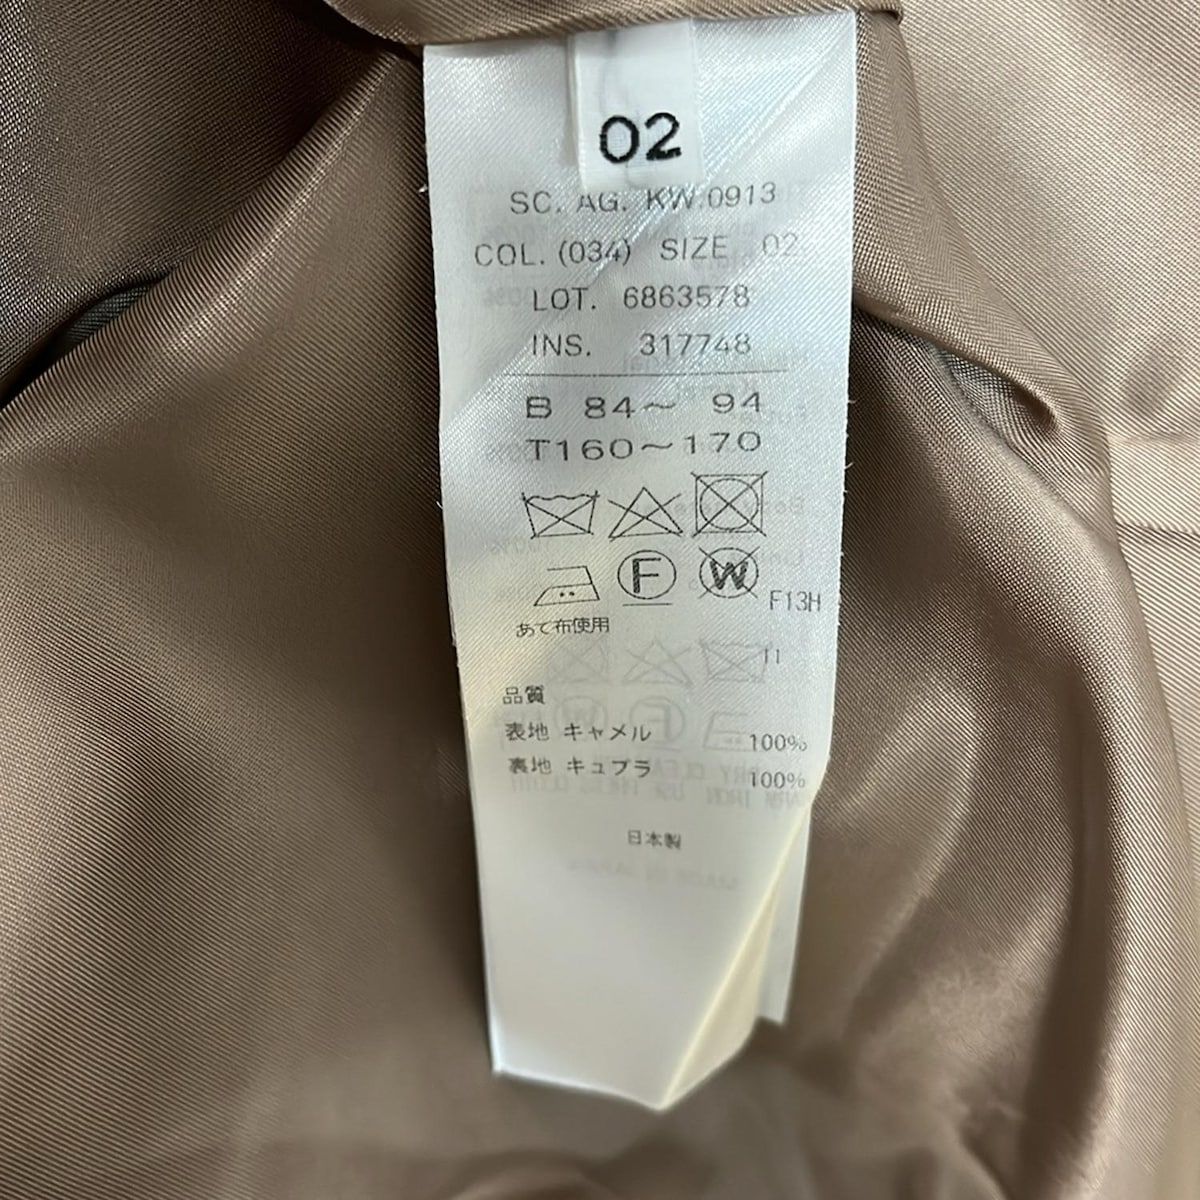 02
SC. AG. KW.0913
COL. (034) SIZE 02
LOT. 6863578
INS. 317748
B 84～ 94
T160～170
F W
F13H
あて布使用
品質
表地 キャメル 100%
裏地 キュプラ 100%
日本製